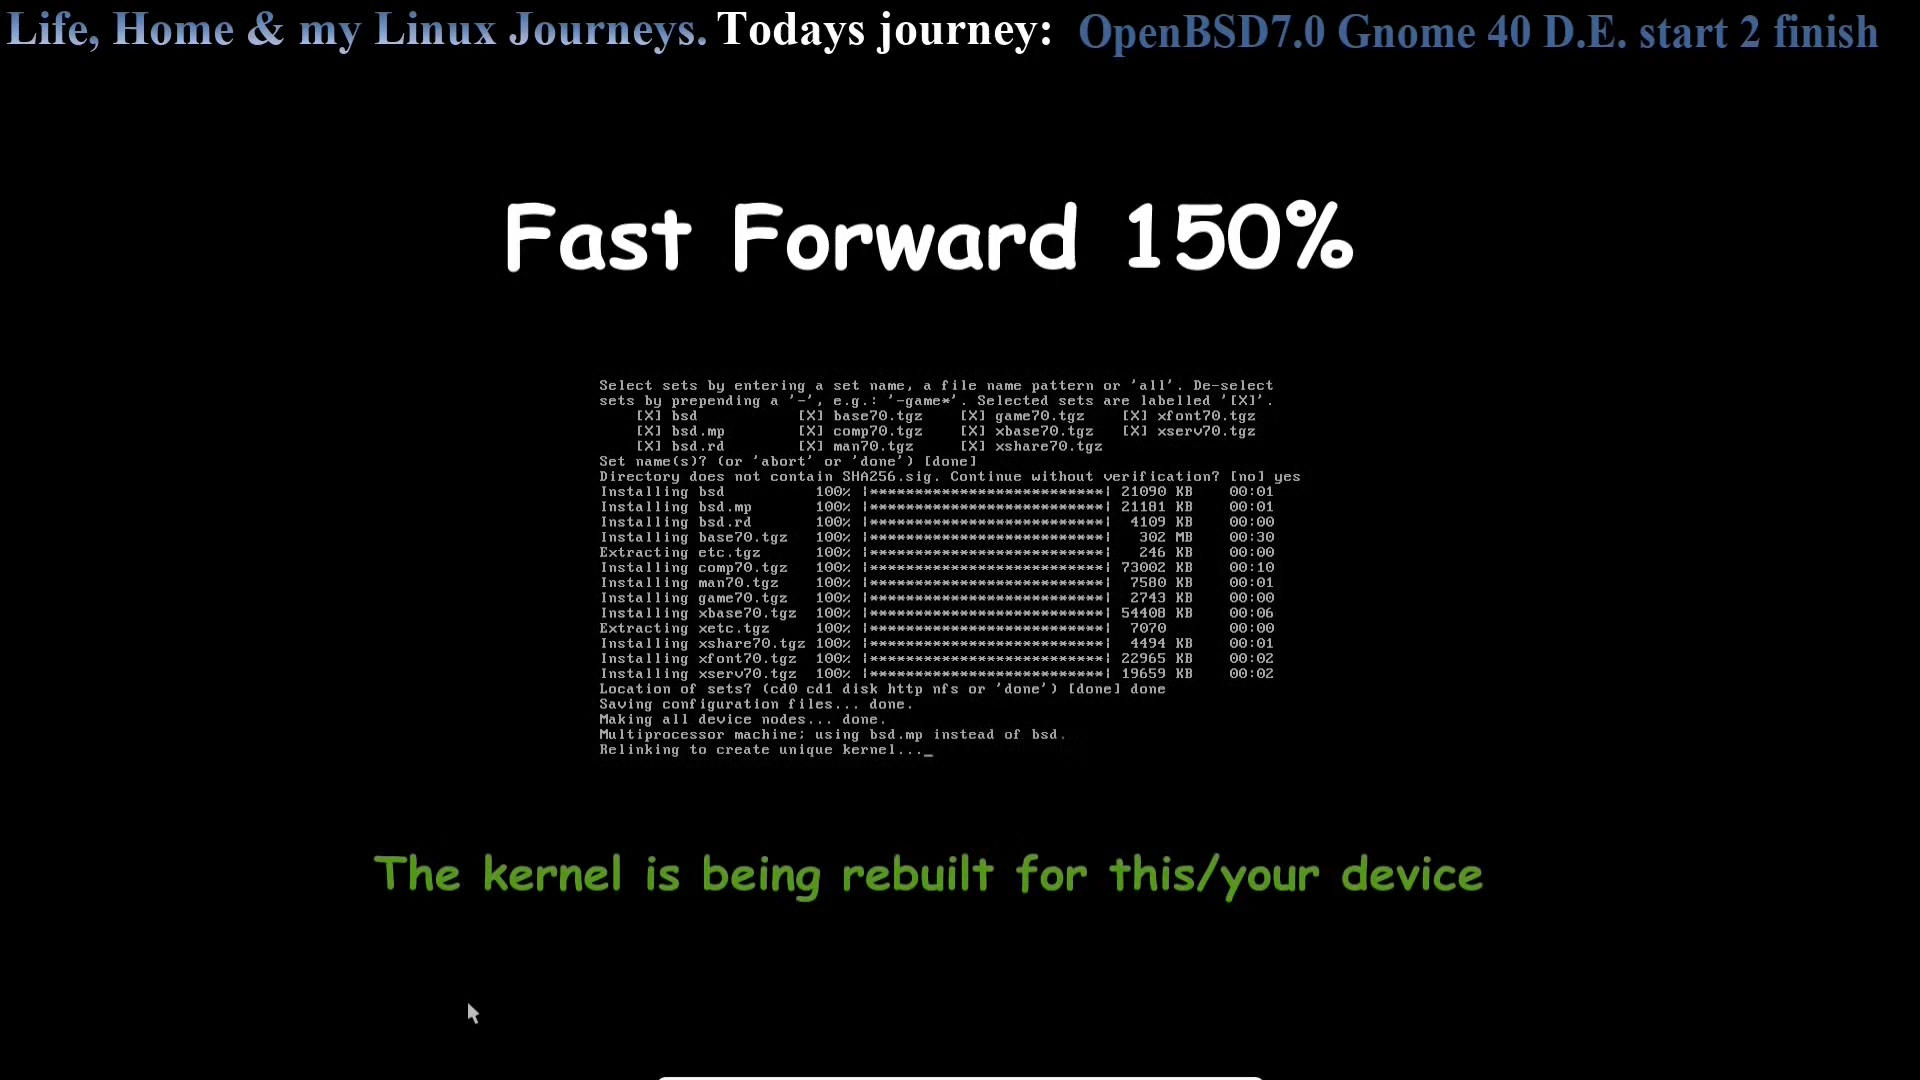 Life, Home & my Linux Journeys. Todays journey: OpenBSD7.0 Gnome 40 D.E. start 2 finish
Fast Forward 150%
Select sets by entering a set name, a file name pattern or 'all'. De-select
sets by prepending a '-', e.g.: '-game*'. Selected sets are labelled '[X]'.
[X] bsd [X] base70.tgz [X] game70.tgz [X] xfont70.tgz
[X] bsd.mp [X] comp70.tgz [X] xbase70.tgz [X] xserv70.tgz
[X] bsd.rd [X] man70.tgz [X] xshare70.tgz
Set name(s)? (or 'abort' or 'done') [done]
Directory does not contain SHA256.sig. Continue without verification? [no] yes
Installing bsd 100% |**************************| 21090 KB 00:01
Installing bsd.mp 100% |**************************| 21181 KB 00:01
Installing bsd.rd 100% |**************************| 4109 KB 00:00
Installing base70.tgz 100% |**************************| 302 MB 00:30
Extracting etc.tgz 100% |**************************| 246 KB 00:00
Installing comp70.tgz 100% |**************************| 73002 KB 00:10
Installing man70.tgz 100% |**************************| 7580 KB 00:01
Installing game70.tgz 100% |**************************| 2743 KB 00:00
Installing xbase70.tgz 100% |**************************| 54408 KB 00:06
Extracting xetc.tgz 100% |**************************| 7070 00:00
Installing xshare70.tgz 100% |**************************| 4494 KB 00:01
Installing xfont70.tgz 100% |**************************| 22965 KB 00:02
Installing xserv70.tgz 100% |**************************| 19659 KB 00:02
Location of sets? (cd0 cd1 disk http nfs or 'done') [done] done
Saving configuration files... done.
Making all device nodes... done.
Multiprocessor machine; using bsd.mp instead of bsd.
Relinking to create unique kernel..._
The kernel is being rebuilt for this/your device